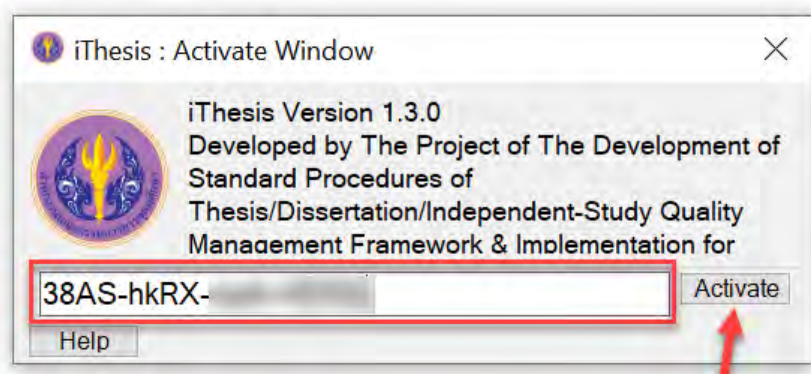 iThesis : Activate Window
iThesis Version 1.3.0
Developed by The Project of The Development of
Standard Procedures of
Thesis/Dissertation/Independent-Study Quality
Management Framework & Implementation for
38AS-hkRX-
Activate
Help